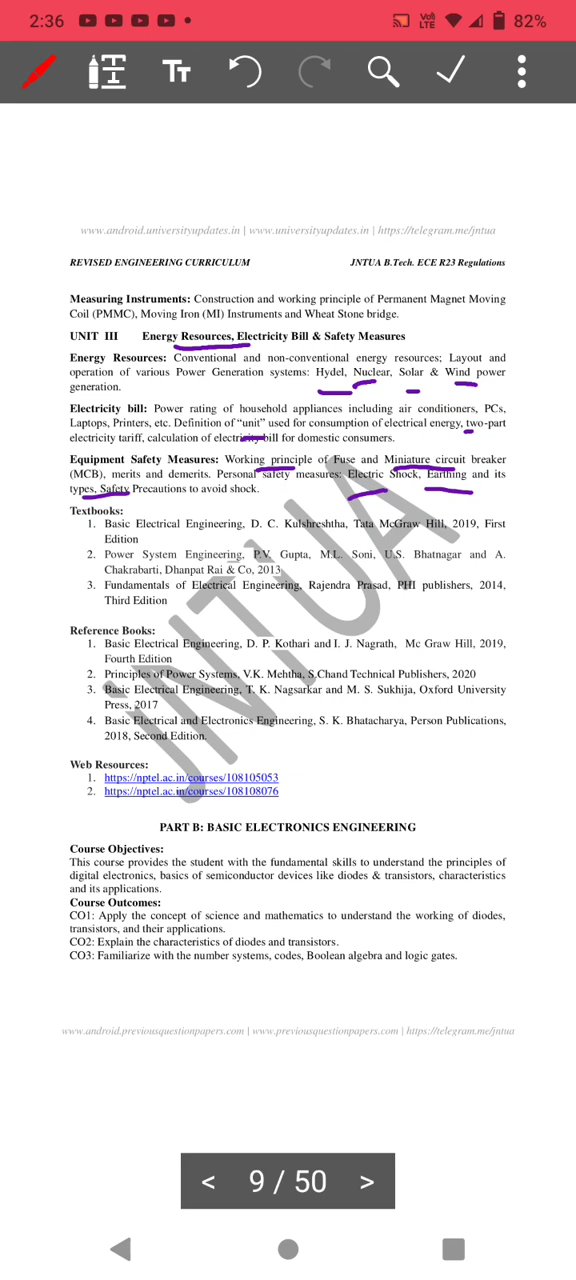 2:36
Vo))
LTE
82%
TT
www.android.universityupdates.in | www.universityupdates.in | https://telegram.me/jntua
REVISED ENGINEERING CURRICULUM JNTUA B.Tech. ECE R23 Regulations
Measuring Instruments: Construction and working principle of Permanent Magnet Moving
Coil (PMMC), Moving Iron (MI) Instruments and Wheat Stone bridge.
UNIT III Energy Resources, Electricity Bill & Safety Measures
Energy Resources: Conventional and non-conventional energy resources; Layout and
operation of various Power Generation systems: Hydel, Nuclear, Solar & Wind power
generation.
Electricity bill: Power rating of household appliances including air conditioners, PCs,
Laptops, Printers, etc. Definition of “unit” used for consumption of electrical energy, two-part
electricity tariff, calculation of electricity bill for domestic consumers.
Equipment Safety Measures: Working principle of Fuse and Miniature circuit breaker
(MCB), merits and demerits. Personal safety measures: Electric Shock, Earthing and its
types, Safety Precautions to avoid shock.
JNTUA
Textbooks:
1. Basic Electrical Engineering, D. C. Kulshreshtha, Tata McGraw Hill, 2019, First
Edition
2. Power System Engineering, P.V. Gupta, M.L. Soni, U.S. Bhatnagar and A.
Chakrabarti, Dhanpat Rai & Co, 2013
3. Fundamentals of Electrical Engineering, Rajendra Prasad, PHI publishers, 2014,
Third Edition
Reference Books:
1. Basic Electrical Engineering, D. P. Kothari and I. J. Nagrath, Mc Graw Hill, 2019,
Fourth Edition
2. Principles of Power Systems, V.K. Mehtha, S.Chand Technical Publishers, 2020
3. Basic Electrical Engineering, T. K. Nagsarkar and M. S. Sukhija, Oxford University
Press, 2017
4. Basic Electrical and Electronics Engineering, S. K. Bhatacharya, Person Publications,
2018, Second Edition.
Web Resources:
1. https://nptel.ac.in/courses/108105053
2. https://nptel.ac.in/courses/108108076
PART B: BASIC ELECTRONICS ENGINEERING
Course Objectives:
This course provides the student with the fundamental skills to understand the principles of
digital electronics, basics of semiconductor devices like diodes & transistors, characteristics
and its applications.
Course Outcomes:
CO1: Apply the concept of science and mathematics to understand the working of diodes,
transistors, and their applications.
CO2: Explain the characteristics of diodes and transistors.
CO3: Familiarize with the number systems, codes, Boolean algebra and logic gates.
www.android.previousquestionpapers.com | www.previousquestionpapers.com | https://telegram.me/jntua
< 9 / 50 >